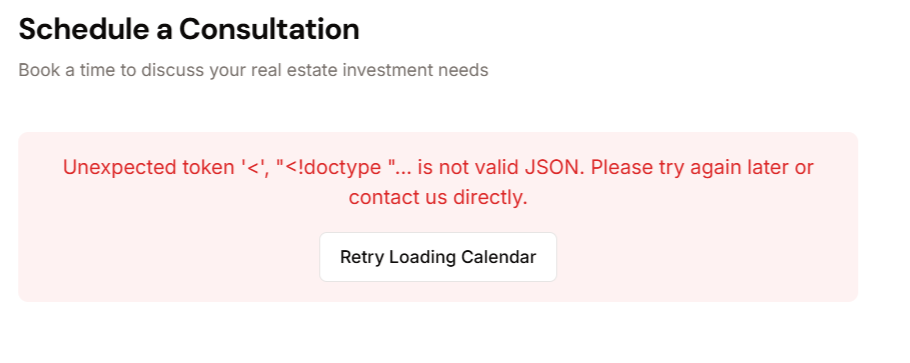 Schedule a Consultation
Book a time to discuss your real estate investment needs
Unexpected token '<', "<!doctype "... is not valid JSON. Please try again later or
contact us directly.
Retry Loading Calendar